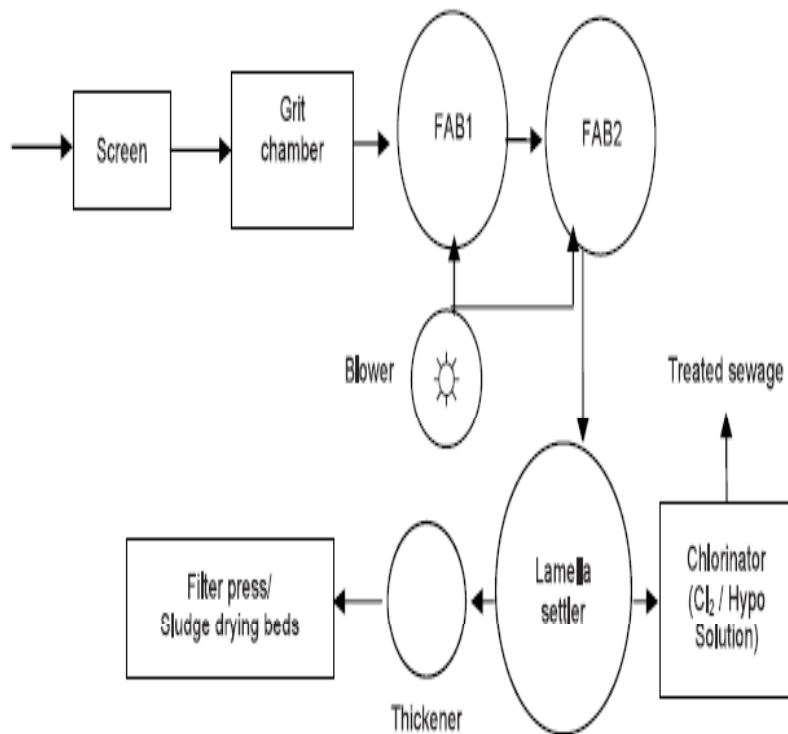 Screen
Grit
chamber
FAB1
FAB2
Blower
Treated sewage
Filter press/
Sludge drying beds
Thickener
Lamella
settler
Chlorinator
(Cl₂ / Hypo
Solution)